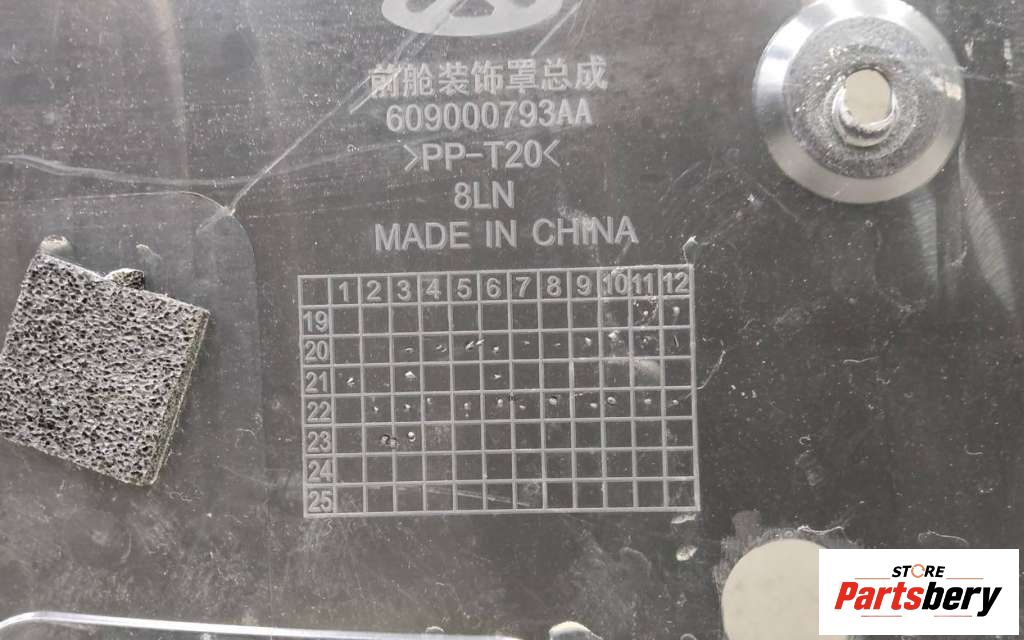 前舱装饰罩总成
609000793AA
>PP-T20<
8LN
MADE IN CHINA
1 2 3 4 5 6 7 8 9 10 11 12
19
20
21
22
23
24
25
STORE
Partsbery